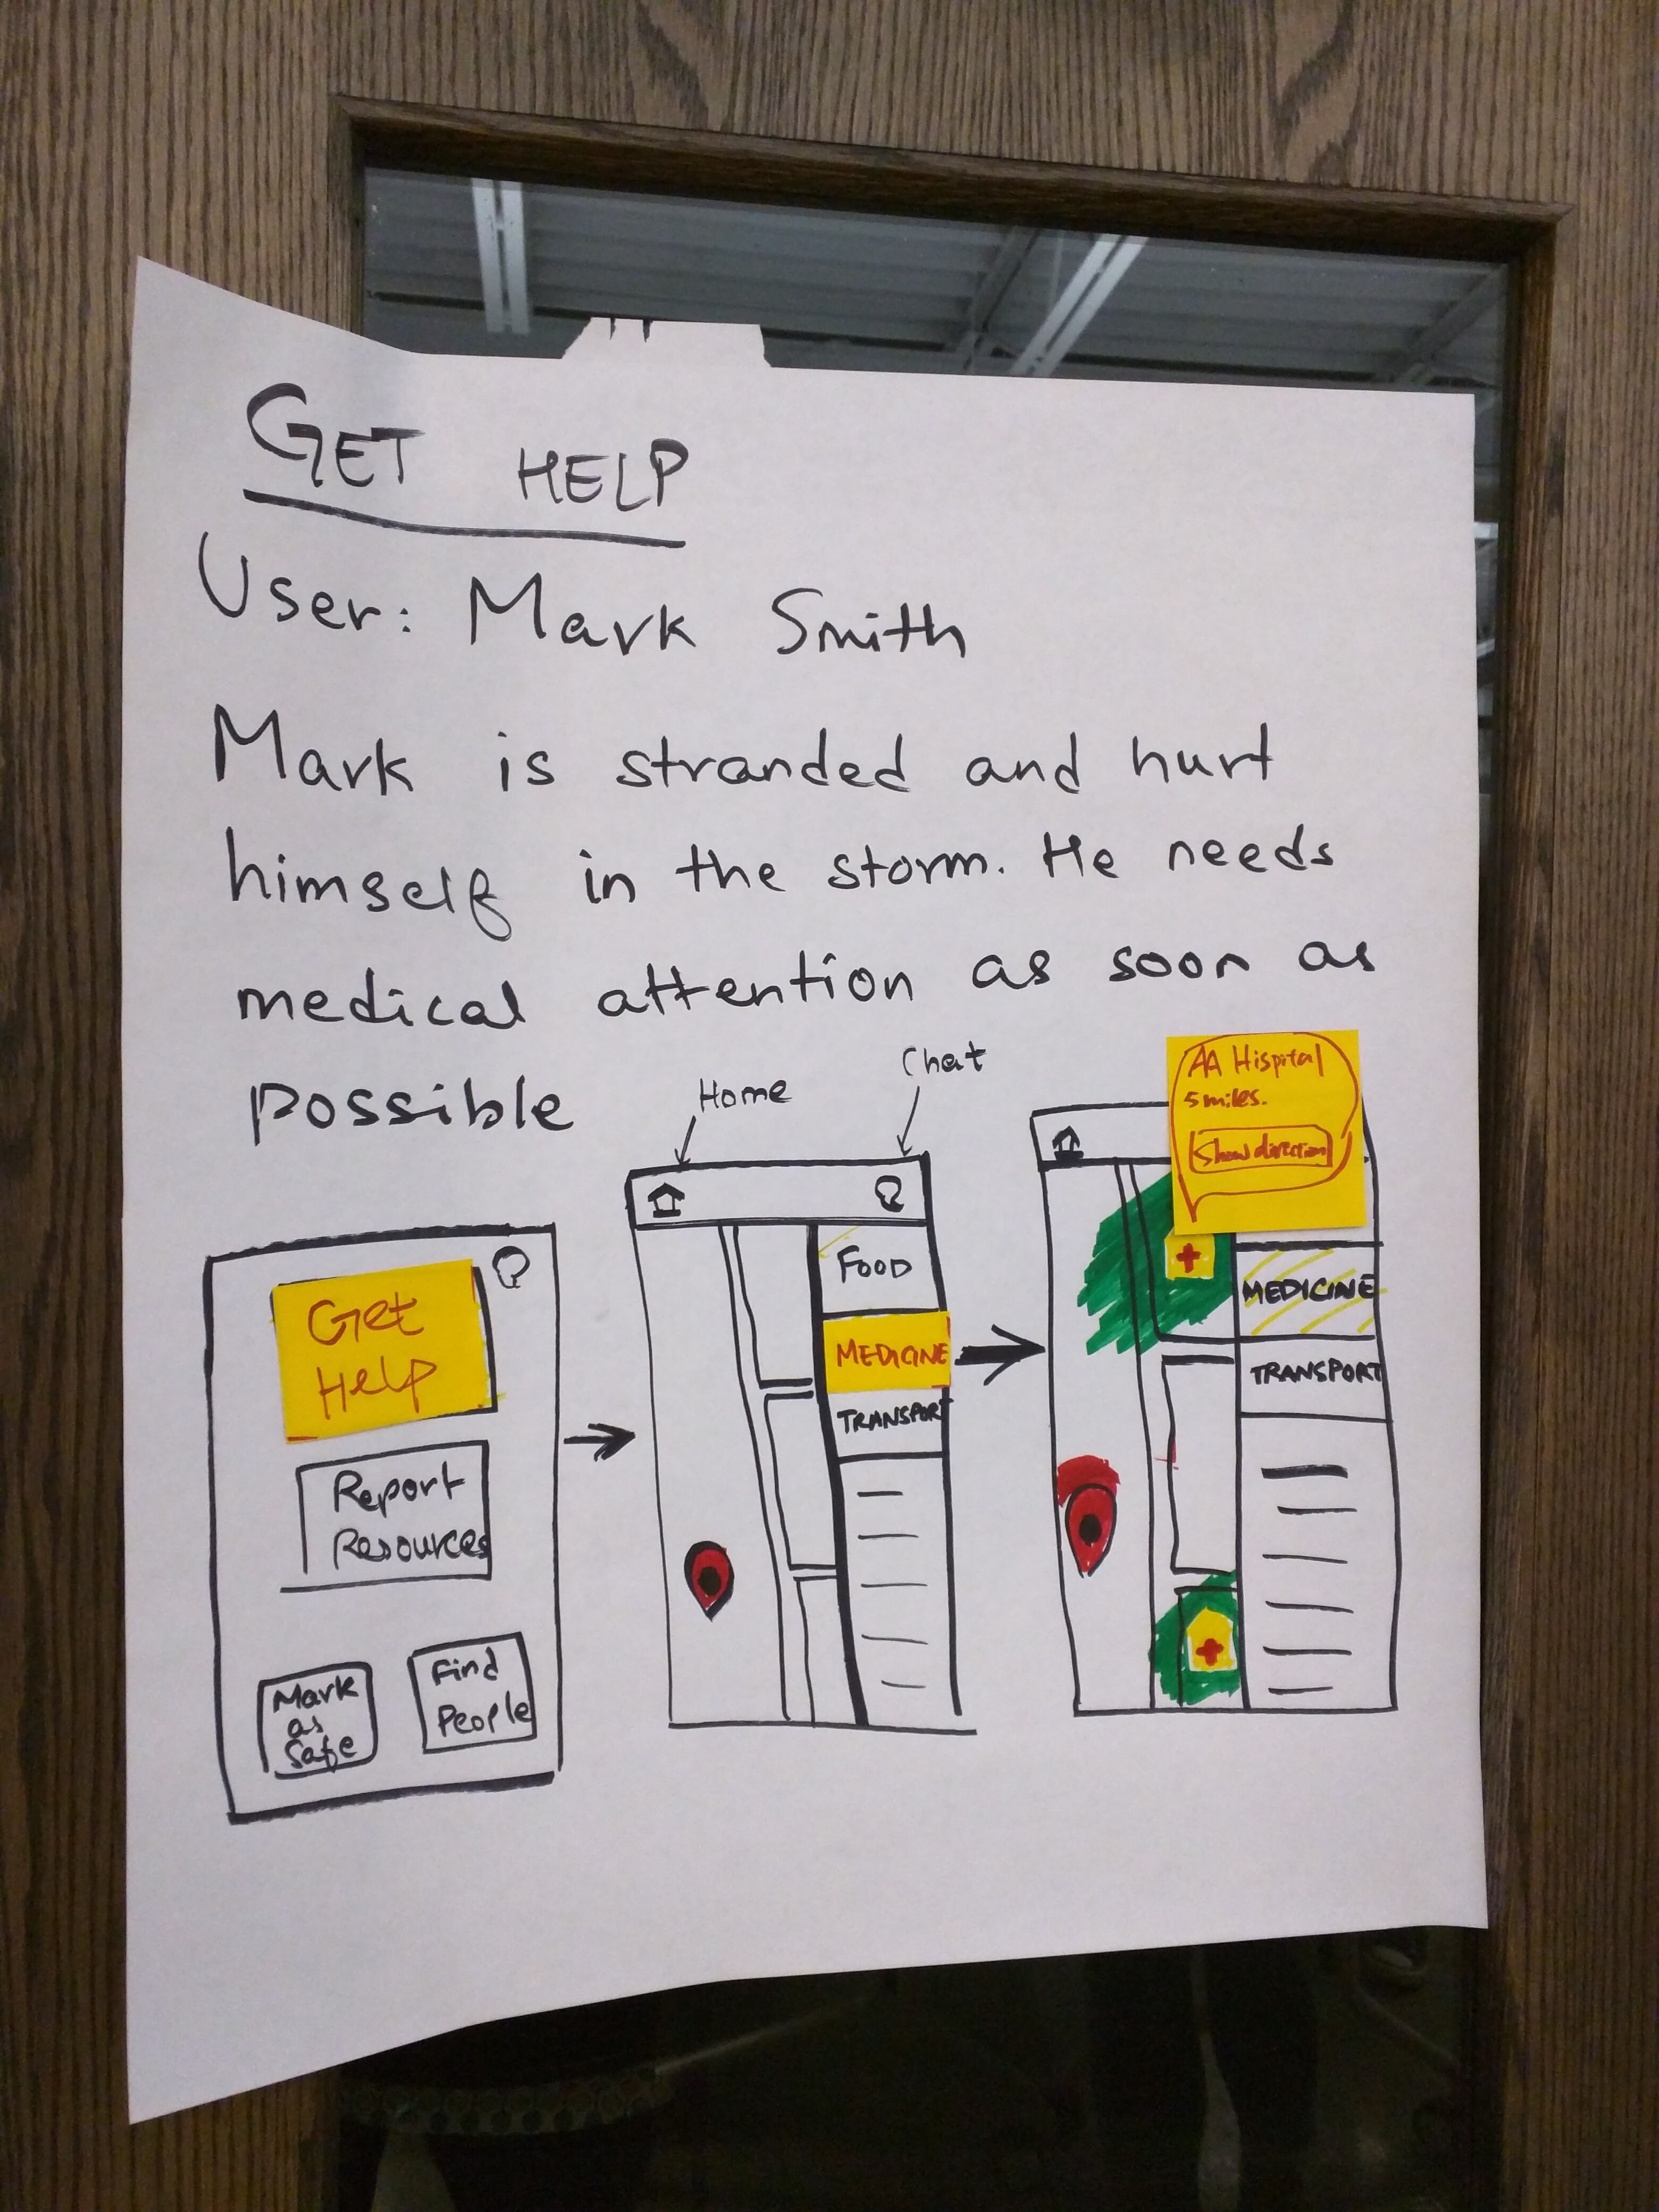 GET HELP
User: Mark Smith
Mark is stranded and hurt
himself in the storm. He needs
medical attention as soon as
possible
Home
Chat
Get
Help
Report
Resources
Mark
as
Safe
Find
People
FOOD
MEDICINE
TRANSPORT
AA Hispital
5 miles.
Show direction
MEDICINE
TRANSPORT